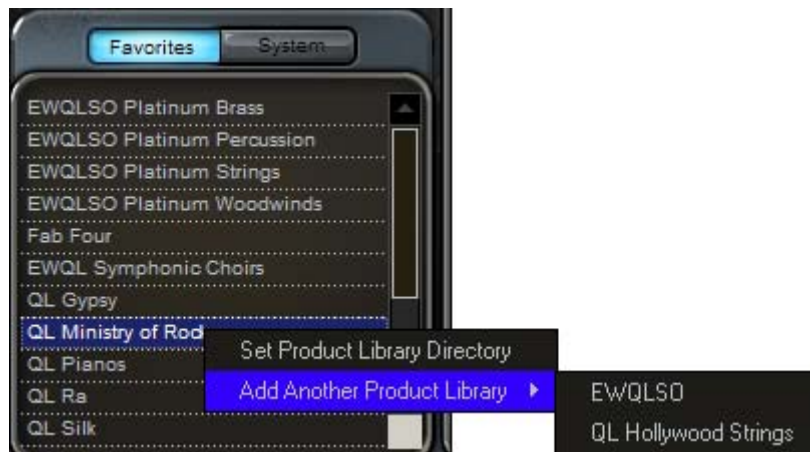 Favorites System
EWQLSO Platinum Brass
EWQLSO Platinum Percussion
EWQLSO Platinum Strings
EWQLSO Platinum Woodwinds
Fab Four
EWQL Symphonic Choirs
QL Gypsy
QL Ministry of Roc
QL Pianos
QL Ra
QL Silk
Set Product Library Directory
Add Another Product Library
EWQLSO
QL Hollywood Strings